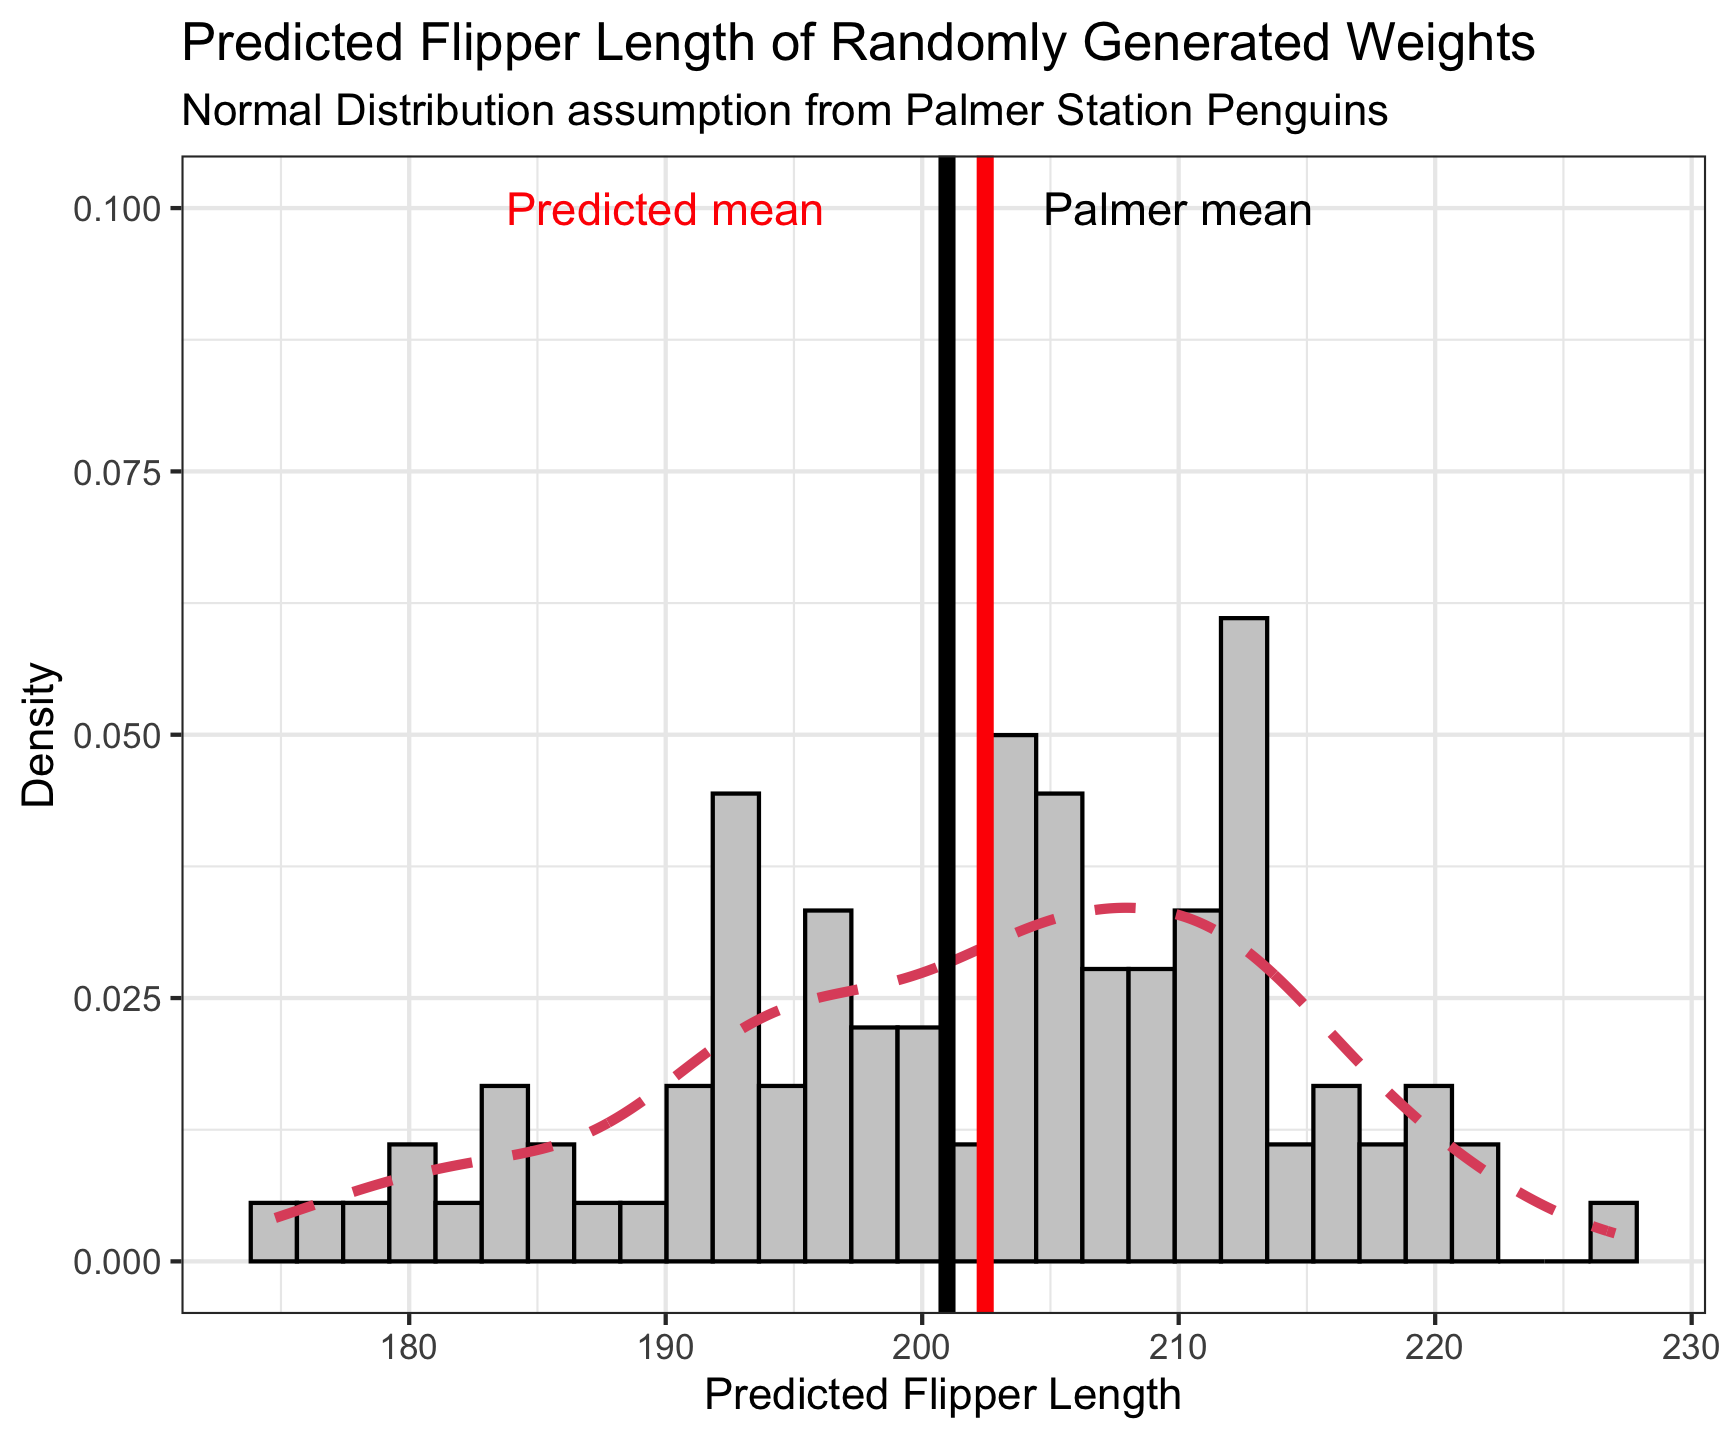 Predicted Flipper Length of Randomly Generated Weights
Normal Distribution assumption from Palmer Station Penguins
Predicted mean
Palmer mean
0.100
0.075
0.050
0.025
0.000
Density
180
190
200
210
220
230
Predicted Flipper Length